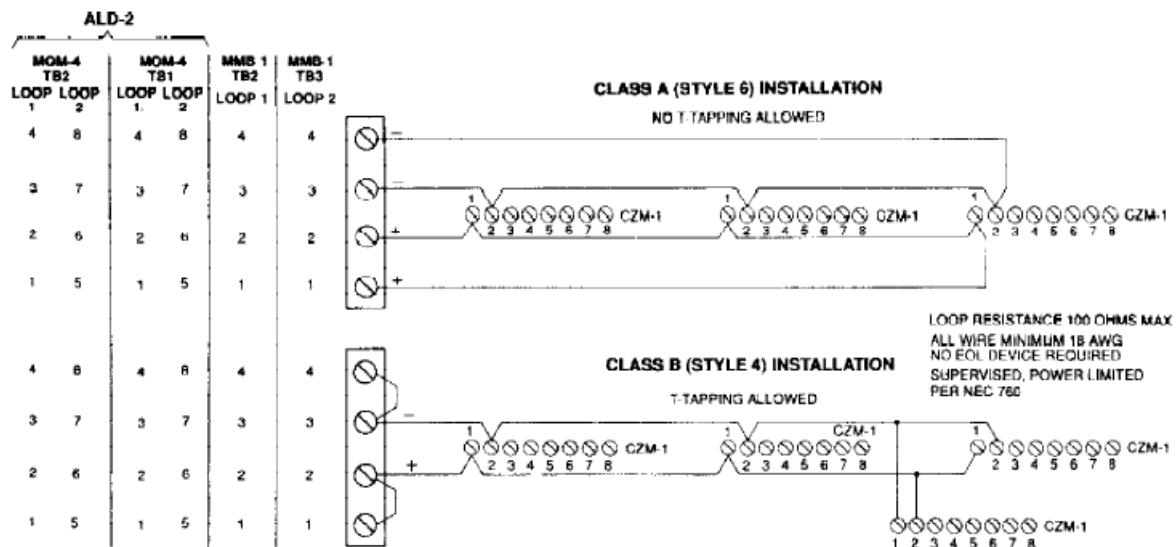 ALD-2
MOM-4 MOM-4 MMB-1 MMB-1
TB2 TB1 TB2 TB3
LOOP LOOP LOOP LOOP LOOP 1 LOOP 2
1 2 1. 2
CLASS A (STYLE 6) INSTALLATION
NO T-TAPPING ALLOWED
4 8 4 8 4 4 –
3 7 3 7 3 3 –
1 CZM-1 1 CZM-1 1 CZM-1
2 3 4 5 6 7 8 2 3 4 5 6 7 8 2 3 4 5 6 7 8
2 6 2 6 2 2 +
1 5 1 5 1 1 +
LOOP RESISTANCE 100 OHMS MAX
ALL WIRE MINIMUM 18 AWG
NO EOL DEVICE REQUIRED
SUPERVISED, POWER LIMITED
PER NEC 760
CLASS B (STYLE 4) INSTALLATION
T-TAPPING ALLOWED
4 8 4 8 4 4
3 7 3 7 3 3 –
1 CZM-1 1 CZM-1 1 CZM-1
2 3 4 5 6 7 8 2 3 4 5 6 7 8 2 3 4 5 6 7 8
2 6 2 6 2 2 +
1 5 1 5 1 1
CZM-1
1 2 3 4 5 6 7 8